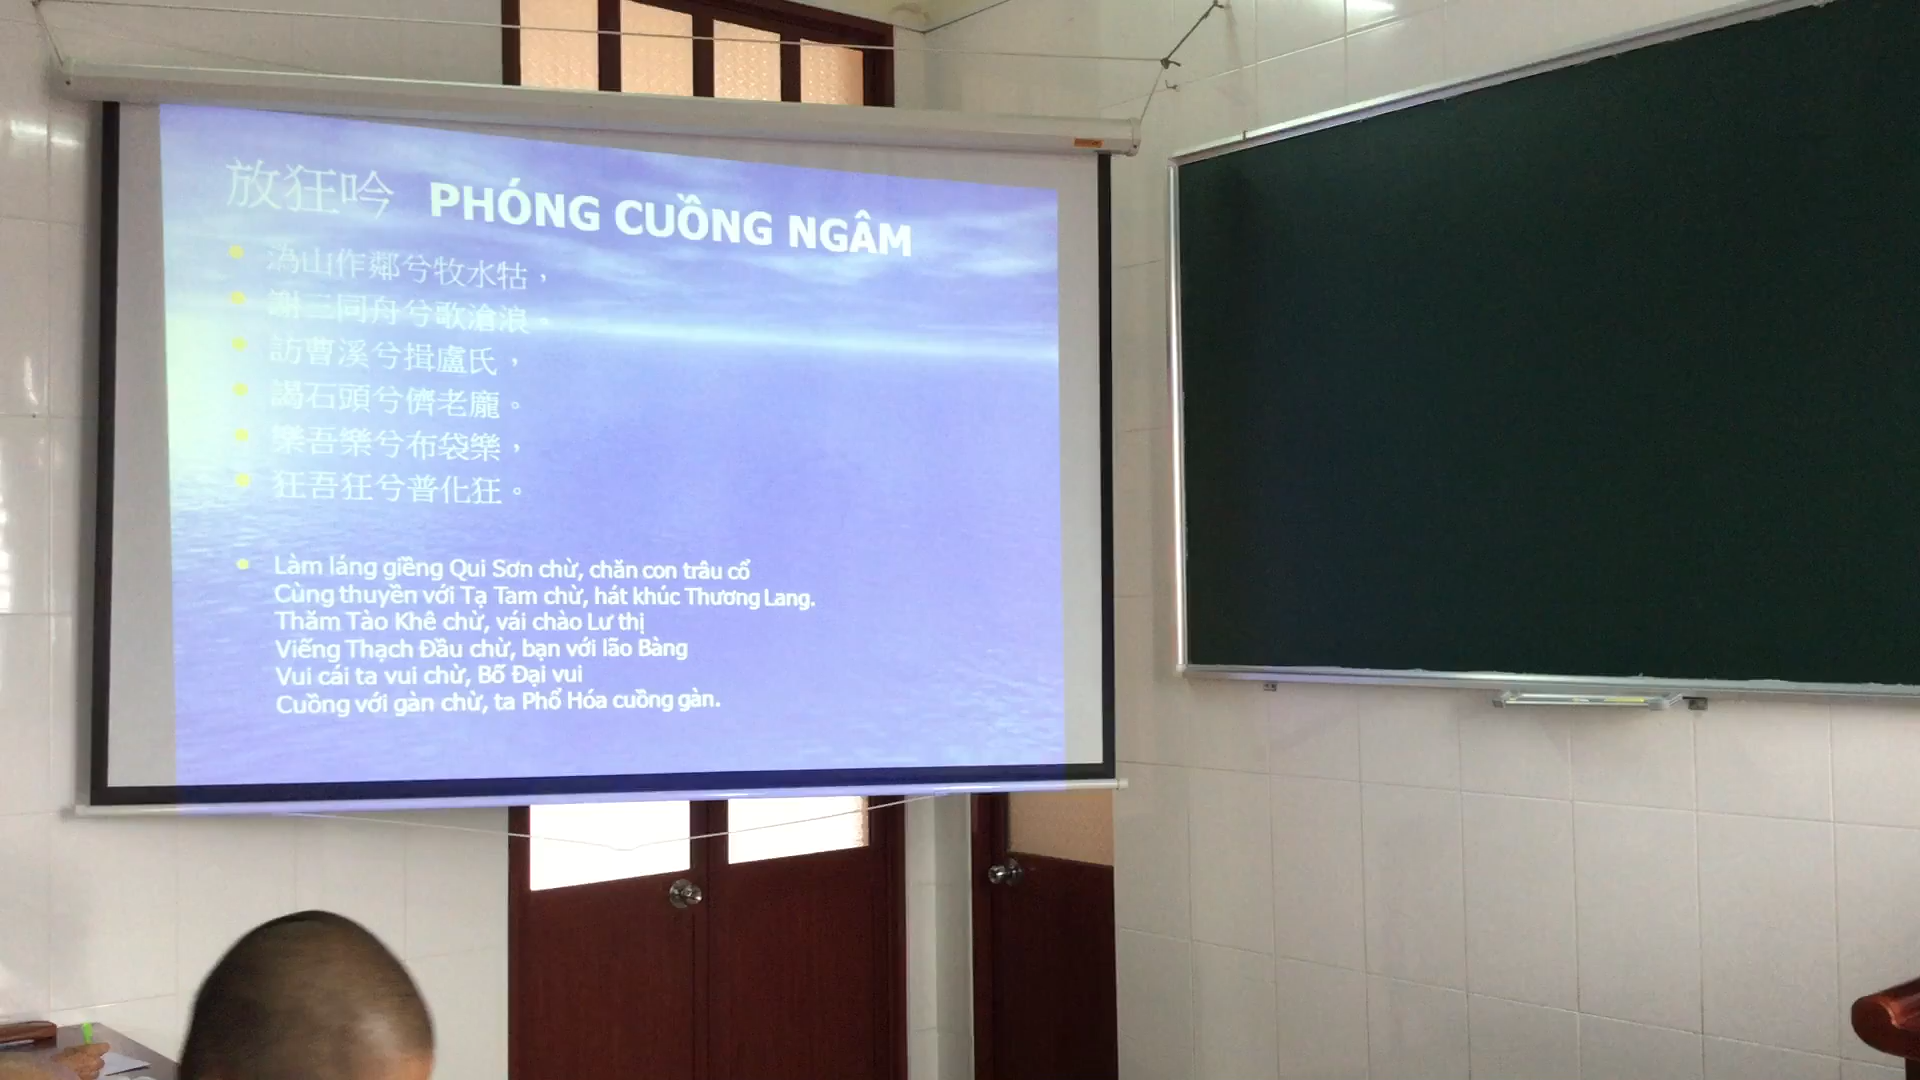 放狂吟 PHÓNG CUỒNG NGÂM
溈山作鄰兮牧水牯，
謝三同舟兮歌滄浪。
訪曹溪兮揖盧氏，
謁石頭兮儕老龐。
樂吾樂兮布袋樂，
狂吾狂兮普化狂。
Làm láng giềng Qui Sơn chừ, chăn con trâu cổ
Cùng thuyền với Tạ Tam chừ, hát khúc Thương Lang.
Thăm Tào Khê chừ, vái chào Lư thị
Viếng Thạch Đầu chừ, bạn với lão Bàng
Vui cái ta vui chừ, Bố Đại vui
Cuồng với gàn chừ, ta Phổ Hóa cuồng gàn.